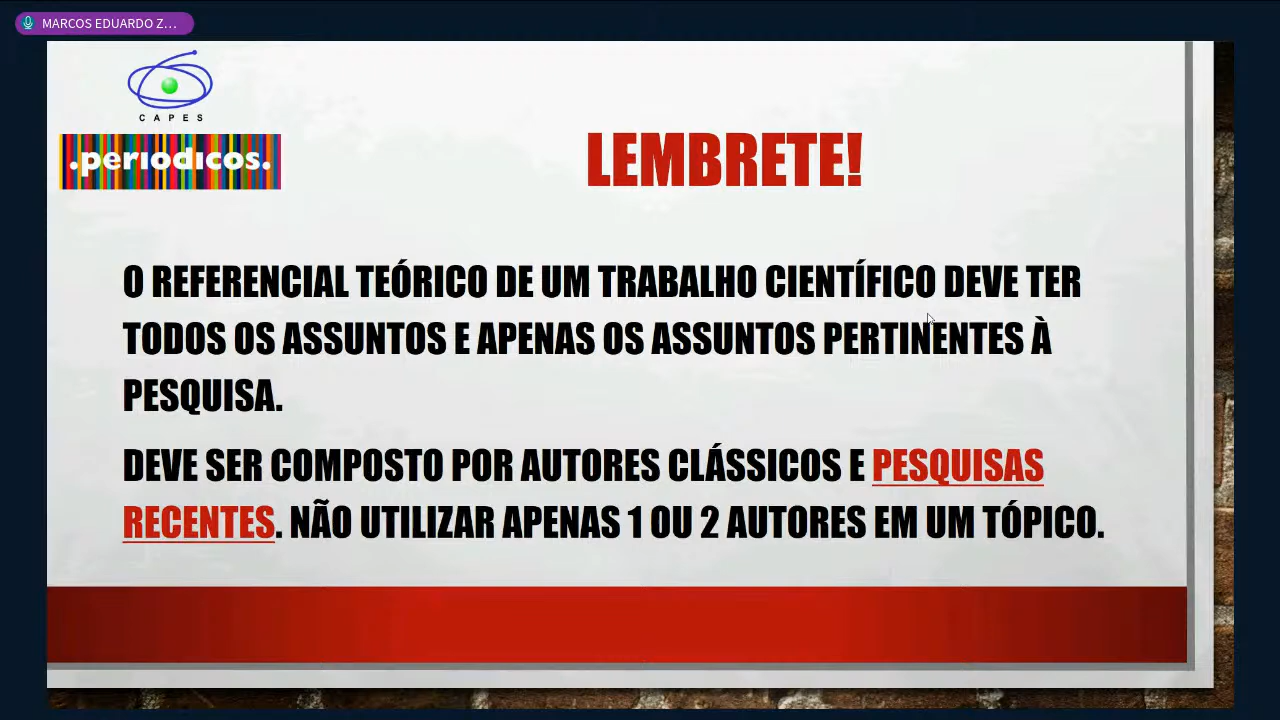 MARCOS EDUARDO Z...
CAPES
.periodicos.
LEMBRETE!
O REFERENCIAL TEÓRICO DE UM TRABALHO CIENTÍFICO DEVE TER
TODOS OS ASSUNTOS E APENAS OS ASSUNTOS PERTINENTES À
PESQUISA.
DEVE SER COMPOSTO POR AUTORES CLÁSSICOS E PESQUISAS
RECENTES. NÃO UTILIZAR APENAS 1 OU 2 AUTORES EM UM TÓPICO.